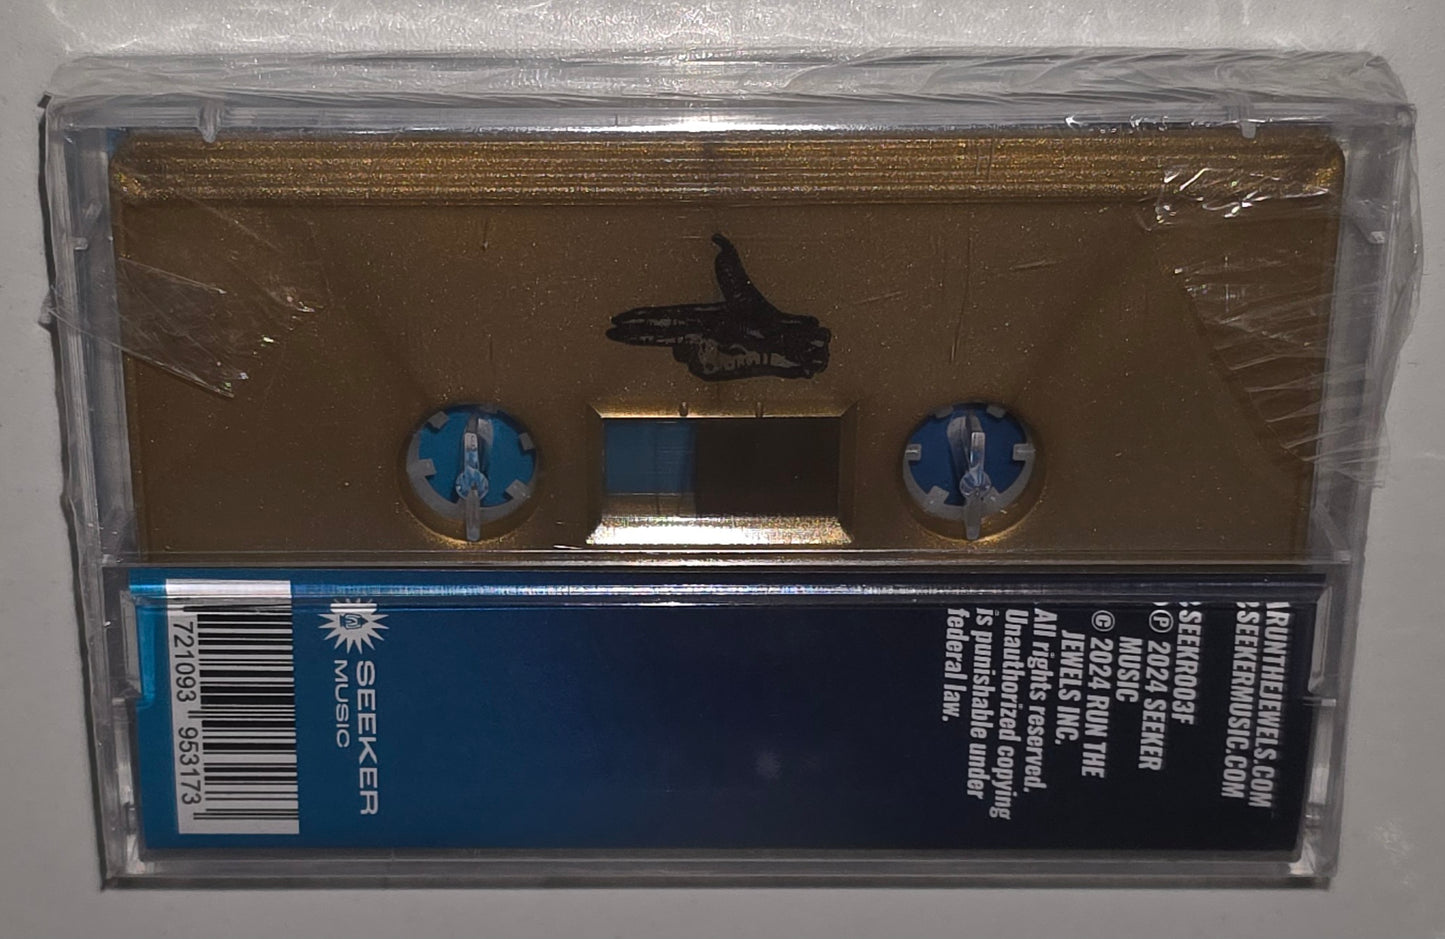 RUNTHEJEWELS.COM
SEEKERMUSIC.COM
SEEKR003F
℗ 2024 SEEKER
MUSIC
© 2024 RUN THE
JEWELS INC.
All rights reserved.
Unauthorized copying
is punishable under
federal law.
SEEKER
MUSIC
721093 953173